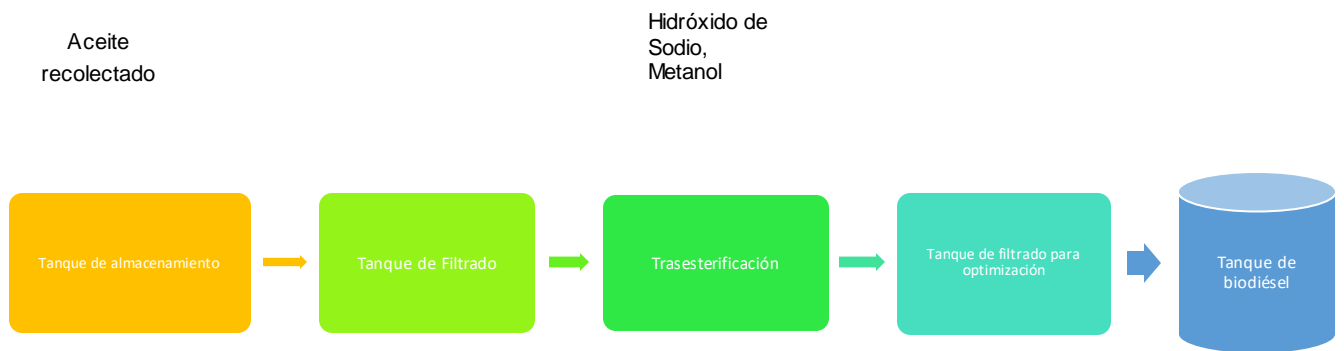 Aceite
recolectado
Hidróxido de
Sodio,
Metanol
Tanque de almacenamiento
Tanque de Filtrado
Trasesterificación
Tanque de filtrado para
optimización
Tanque de
biodiésel